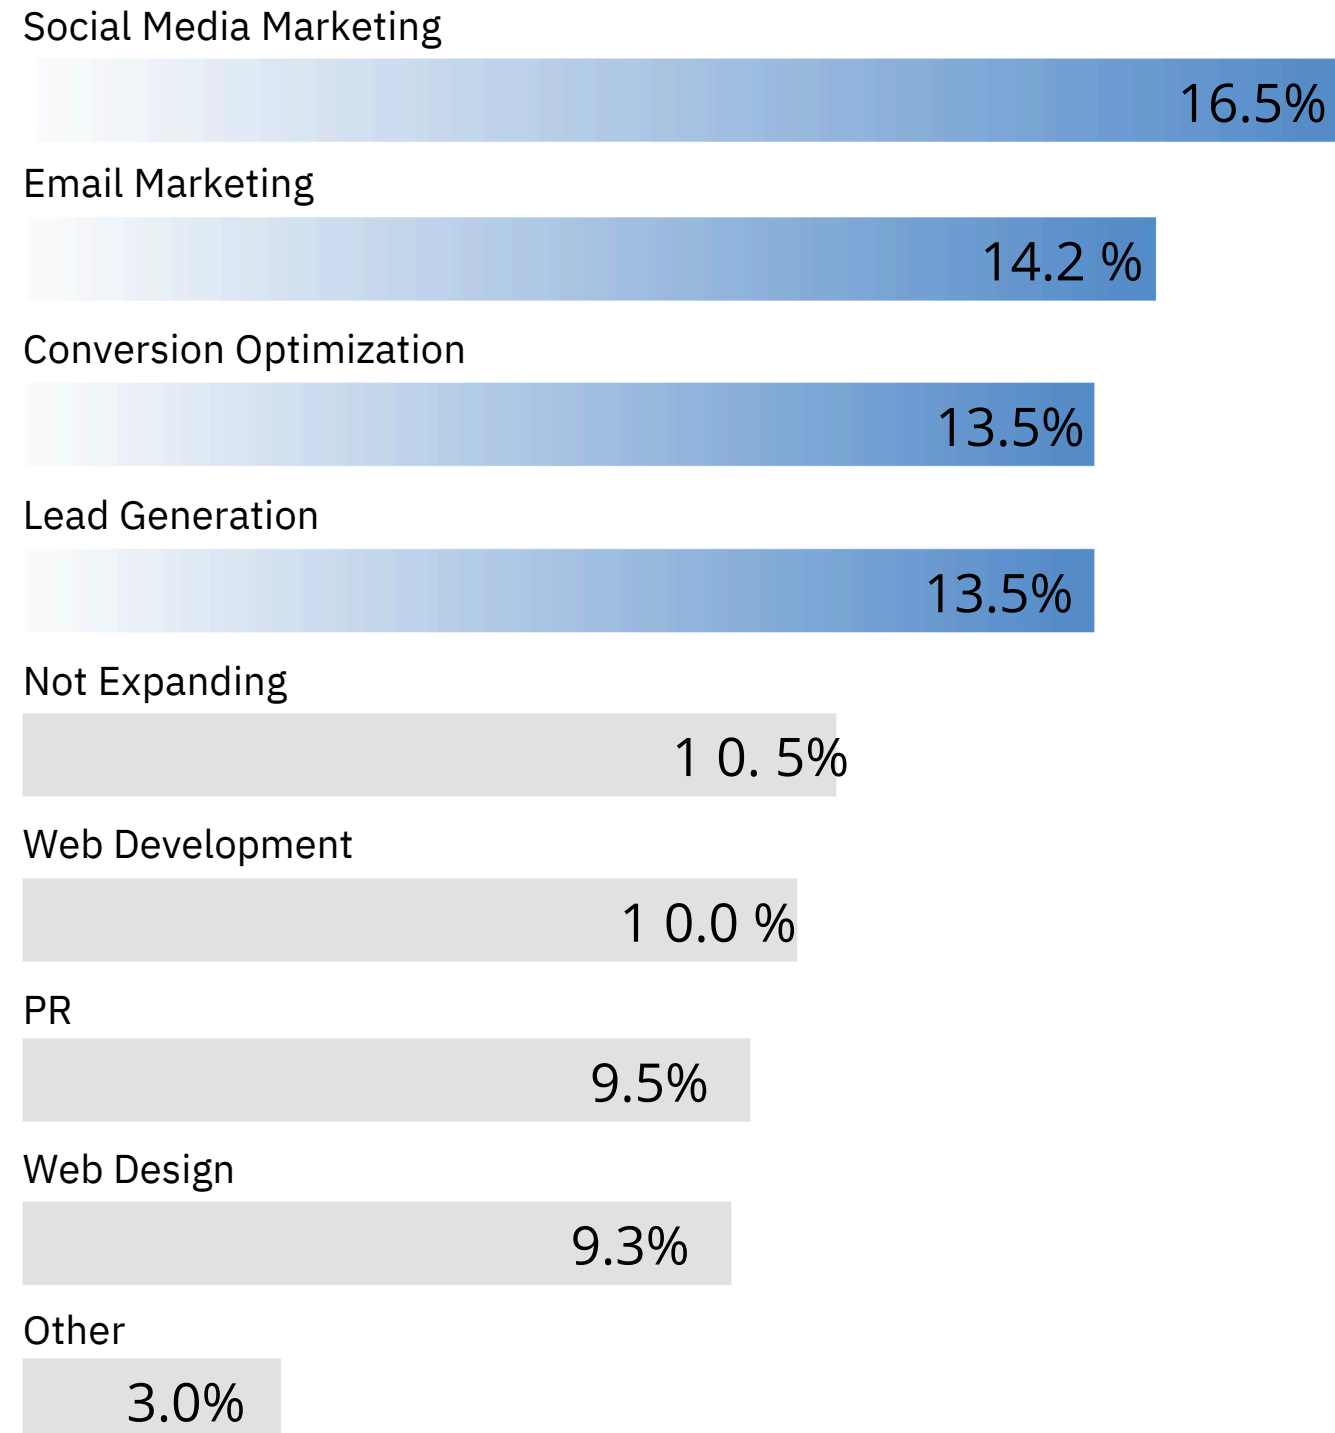 Social Media Marketing
16.5%
Email Marketing
14.2 %
Conversion Optimization
13.5%
Lead Generation
13.5%
Not Expanding
1 0. 5%
Web Development
1 0.0 %
PR
9.5%
Web Design
9.3%
Other
3.0%